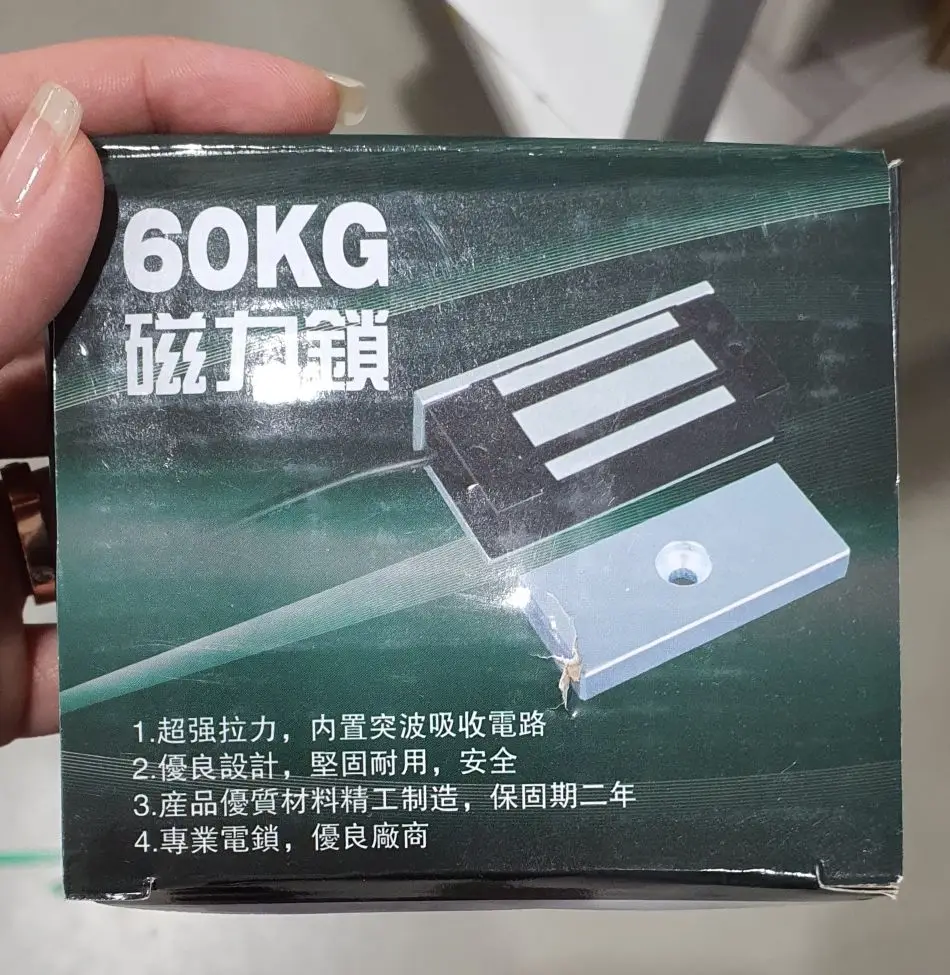 60KG
磁力鎖
1.超强拉力，内置突波吸收電路
2.優良設計，堅固耐用，安全
3.産品優質材料精工制造，保固期二年
4.專業電鎖，優良廠商